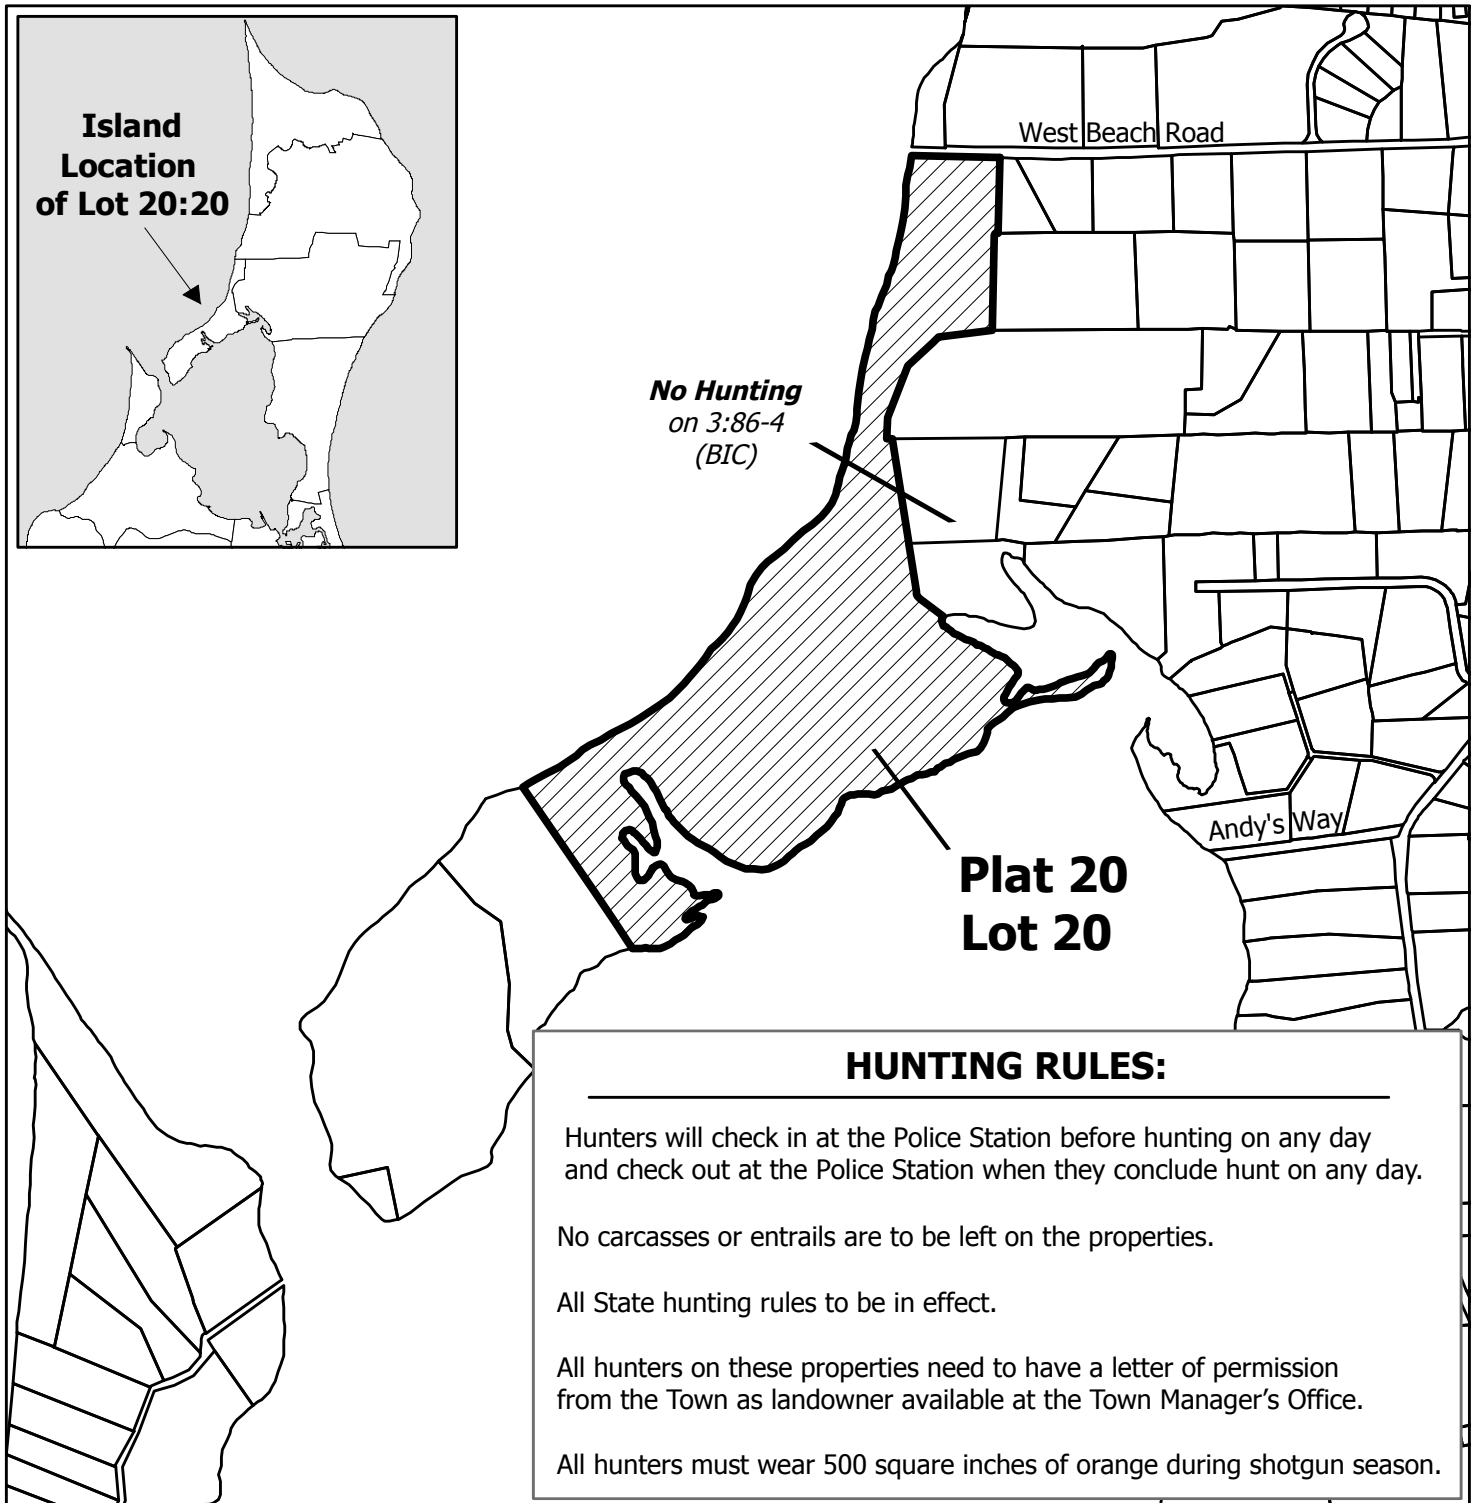 Island
Location
of Lot 20:20
West Beach Road
No Hunting
on 3:86-4
(BIC)
Andy's Way
Plat 20
Lot 20
HUNTING RULES:
Hunters will check in at the Police Station before hunting on any day
and check out at the Police Station when they conclude hunt on any day.
No carcasses or entrails are to be left on the properties.
All State hunting rules to be in effect.
All hunters on these properties need to have a letter of permission
from the Town as landowner available at the Town Manager’s Office.
All hunters must wear 500 square inches of orange during shotgun season.